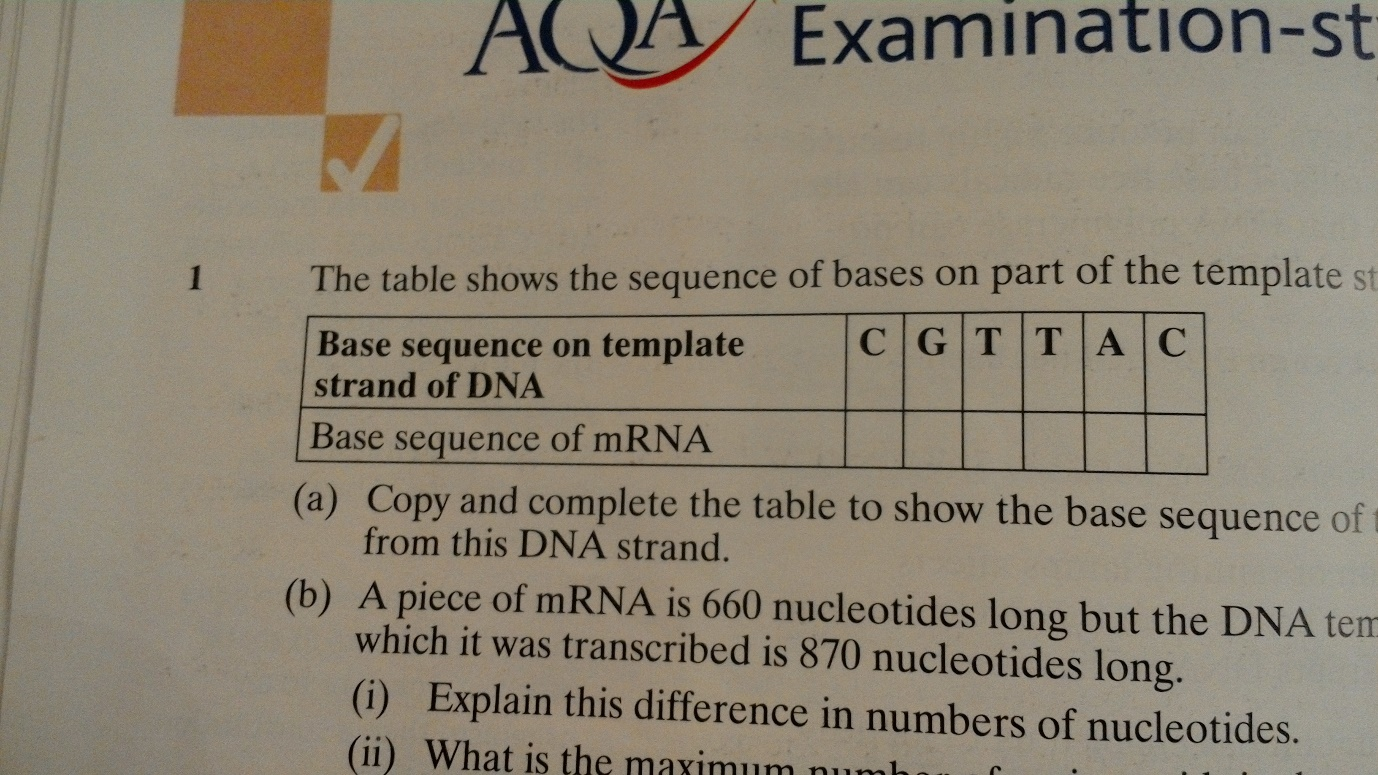 AQA Examination-st
1 The table shows the sequence of bases on part of the template st
Base sequence on template C G T T A C
strand of DNA
Base sequence of mRNA
(a) Copy and complete the table to show the base sequence of
from this DNA strand.
(b) A piece of mRNA is 660 nucleotides long but the DNA tem
which it was transcribed is 870 nucleotides long.
(i) Explain this difference in numbers of nucleotides.
(ii) What is the maximum number of